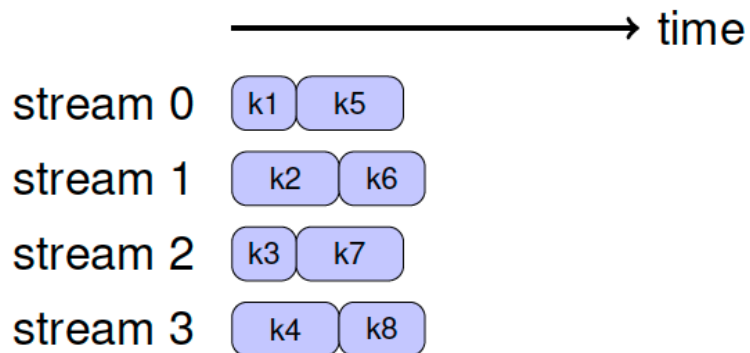 time
stream 0 k1 k5
stream 1 k2 k6
stream 2 k3 k7
stream 3 k4 k8